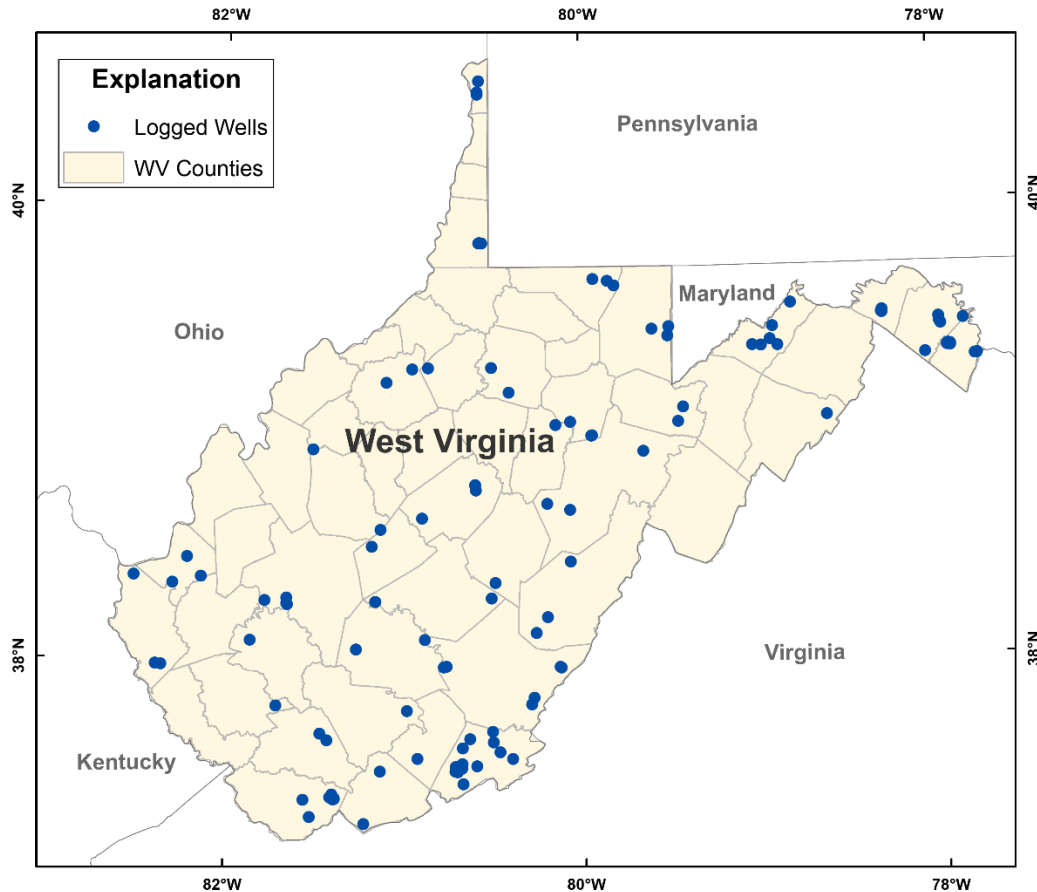 82°W
80°W
78°W
Explanation
Logged Wells
WV Counties
Pennsylvania
40°N
40°N
Maryland
Ohio
West Virginia
38°N
Virginia
38°N
Kentucky
82°W
80°W
78°W